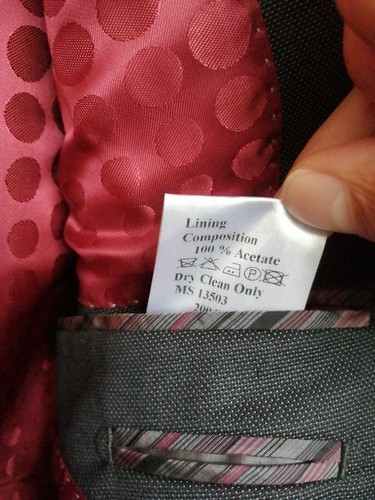 Lining
Composition
100 % Acetate
P
Dry Clean Only
MS 13503